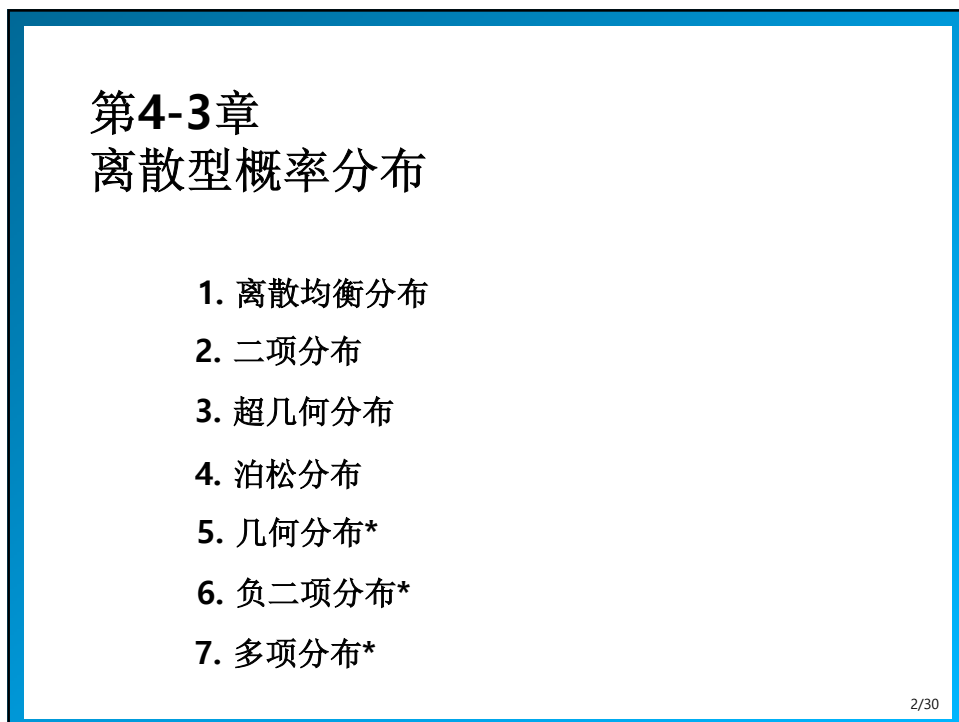 第4-3章
离散型概率分布
1. 离散均衡分布
2. 二项分布
3. 超几何分布
4. 泊松分布
5. 几何分布*
6. 负二项分布*
7. 多项分布*
2/30